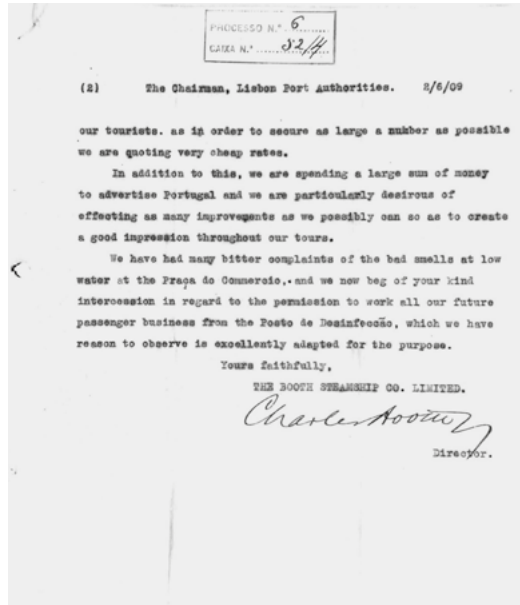 PROCESSO N.º 6
CAIXA N.º 52/4
(2) The Chairman, Lisbon Port Authorities. 2/6/09
our tourists. as in order to secure as large a number as possible
we are quoting very cheap rates.
In addition to this, we are spending a large sum of money
to advertise Portugal and we are particularly desirous of
effecting as many improvements as we possibly can so as to create
a good impression throughout our tours.
We have had many bitter complaints of the bad smells at low
water at the Praça do Commercio, and we now beg of your kind
intercession in regard to the permission to work all our future
passenger business from the Posto de Desinfecção, which we have
reason to observe is excellently adapted for the purpose.
Yours faithfully,
THE BOOTH STEAMSHIP CO. LIMITED.
Charles Booth
Director.